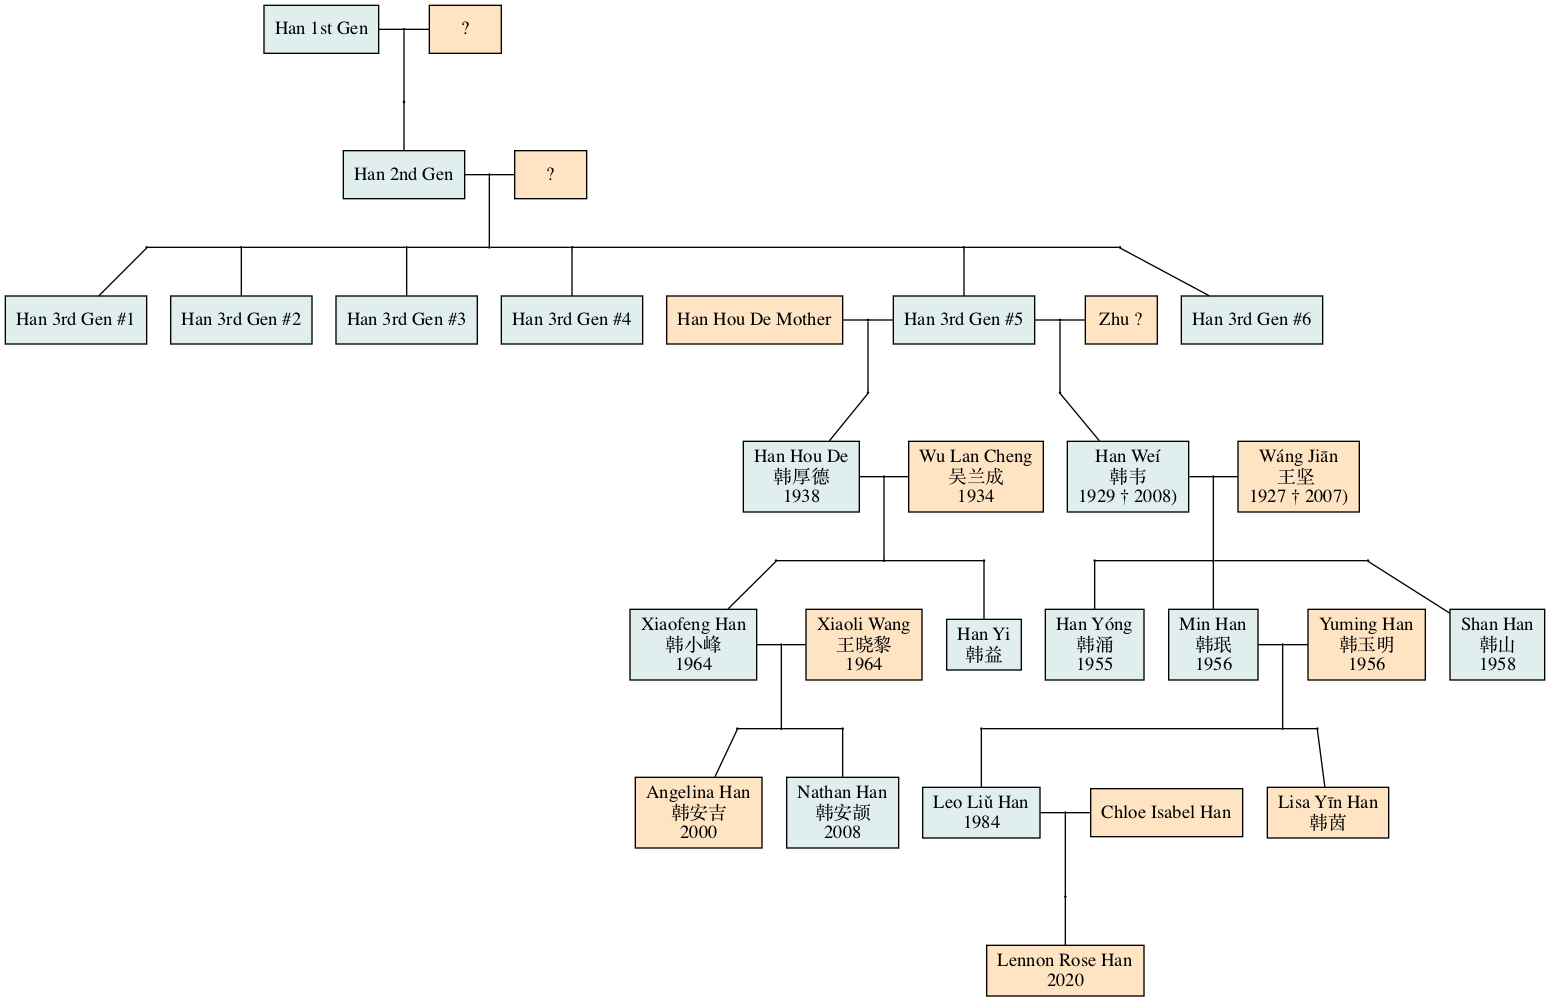 Han 1st Gen
?
Han 2nd Gen
?
Han 3rd Gen #1
Han 3rd Gen #2
Han 3rd Gen #3
Han 3rd Gen #4
Han Hou De Mother
Han 3rd Gen #5
Zhu ?
Han 3rd Gen #6
Han Hou De
韩厚德
1938
Wu Lan Cheng
吴兰成
1934
Han Weí
韩韦
1929 † 2008)
Wáng Jiān
王坚
1927 † 2007)
Xiaofeng Han
韩小峰
1964
Xiaoli Wang
王晓黎
1964
Han Yi
韩益
Han Yóng
韩涌
1955
Min Han
韩珉
1956
Yuming Han
韩玉明
1956
Shan Han
韩山
1958
Angelina Han
韩安吉
2000
Nathan Han
韩安颉
2008
Leo Liǔ Han
1984
Chloe Isabel Han
Lisa Yīn Han
韩茵
Lennon Rose Han
2020